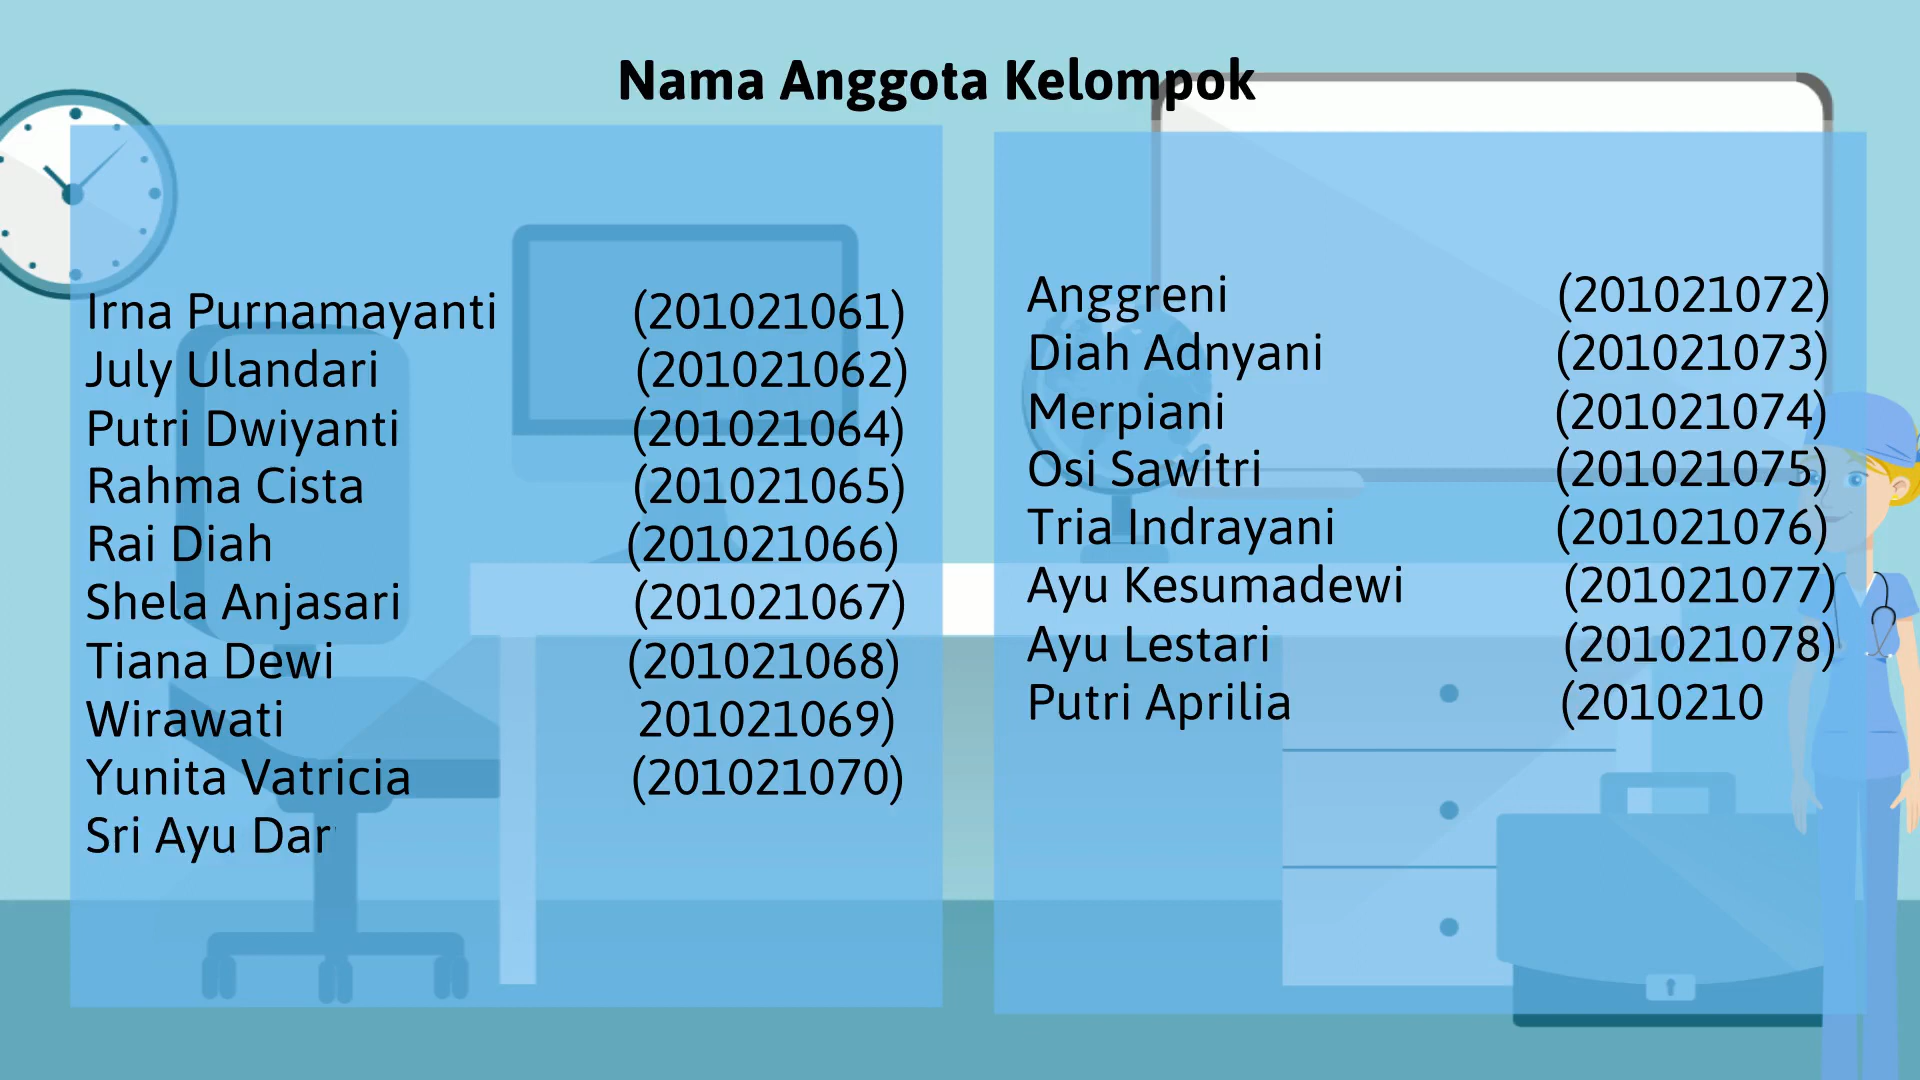 Nama Anggota Kelompok
Irna Purnamayanti (201021061)
July Ulandari (201021062)
Putri Dwiyanti (201021064)
Rahma Cista (201021065)
Rai Diah (201021066)
Shela Anjasari (201021067)
Tiana Dewi (201021068)
Wirawati 201021069)
Yunita Vatricia (201021070)
Sri Ayu Dar
Anggreni (201021072)
Diah Adnyani (201021073)
Merpiani (201021074)
Osi Sawitri (201021075)
Tria Indrayani (201021076)
Ayu Kesumadewi (201021077)
Ayu Lestari (201021078)
Putri Aprilia (2010210